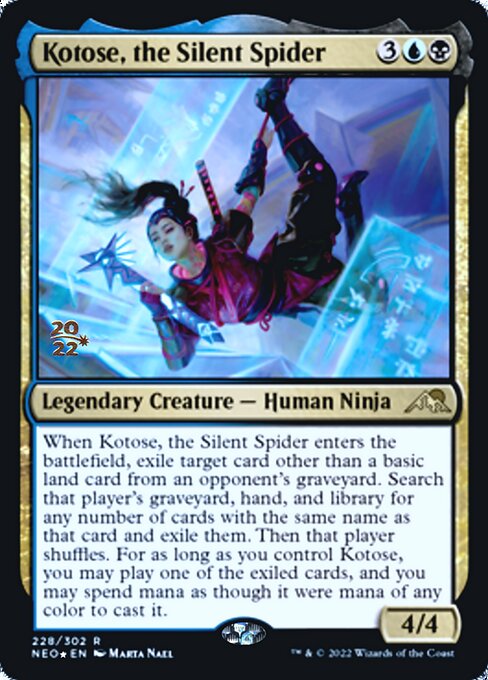 Kotose, the Silent Spider 3
20
22*
Legendary Creature — Human Ninja
When Kotose, the Silent Spider enters the
battlefield, exile target card other than a basic
land card from an opponent's graveyard. Search
that player's graveyard, hand, and library for
any number of cards with the same name as
that card and exile them. Then that player
shuffles. For as long as you control Kotose,
you may play one of the exiled cards, and you
may spend mana as though it were mana of any
color to cast it.
4/4
228/302 R
NEO★EN Marta Nael
™ & © 2022 Wizards of the Coast